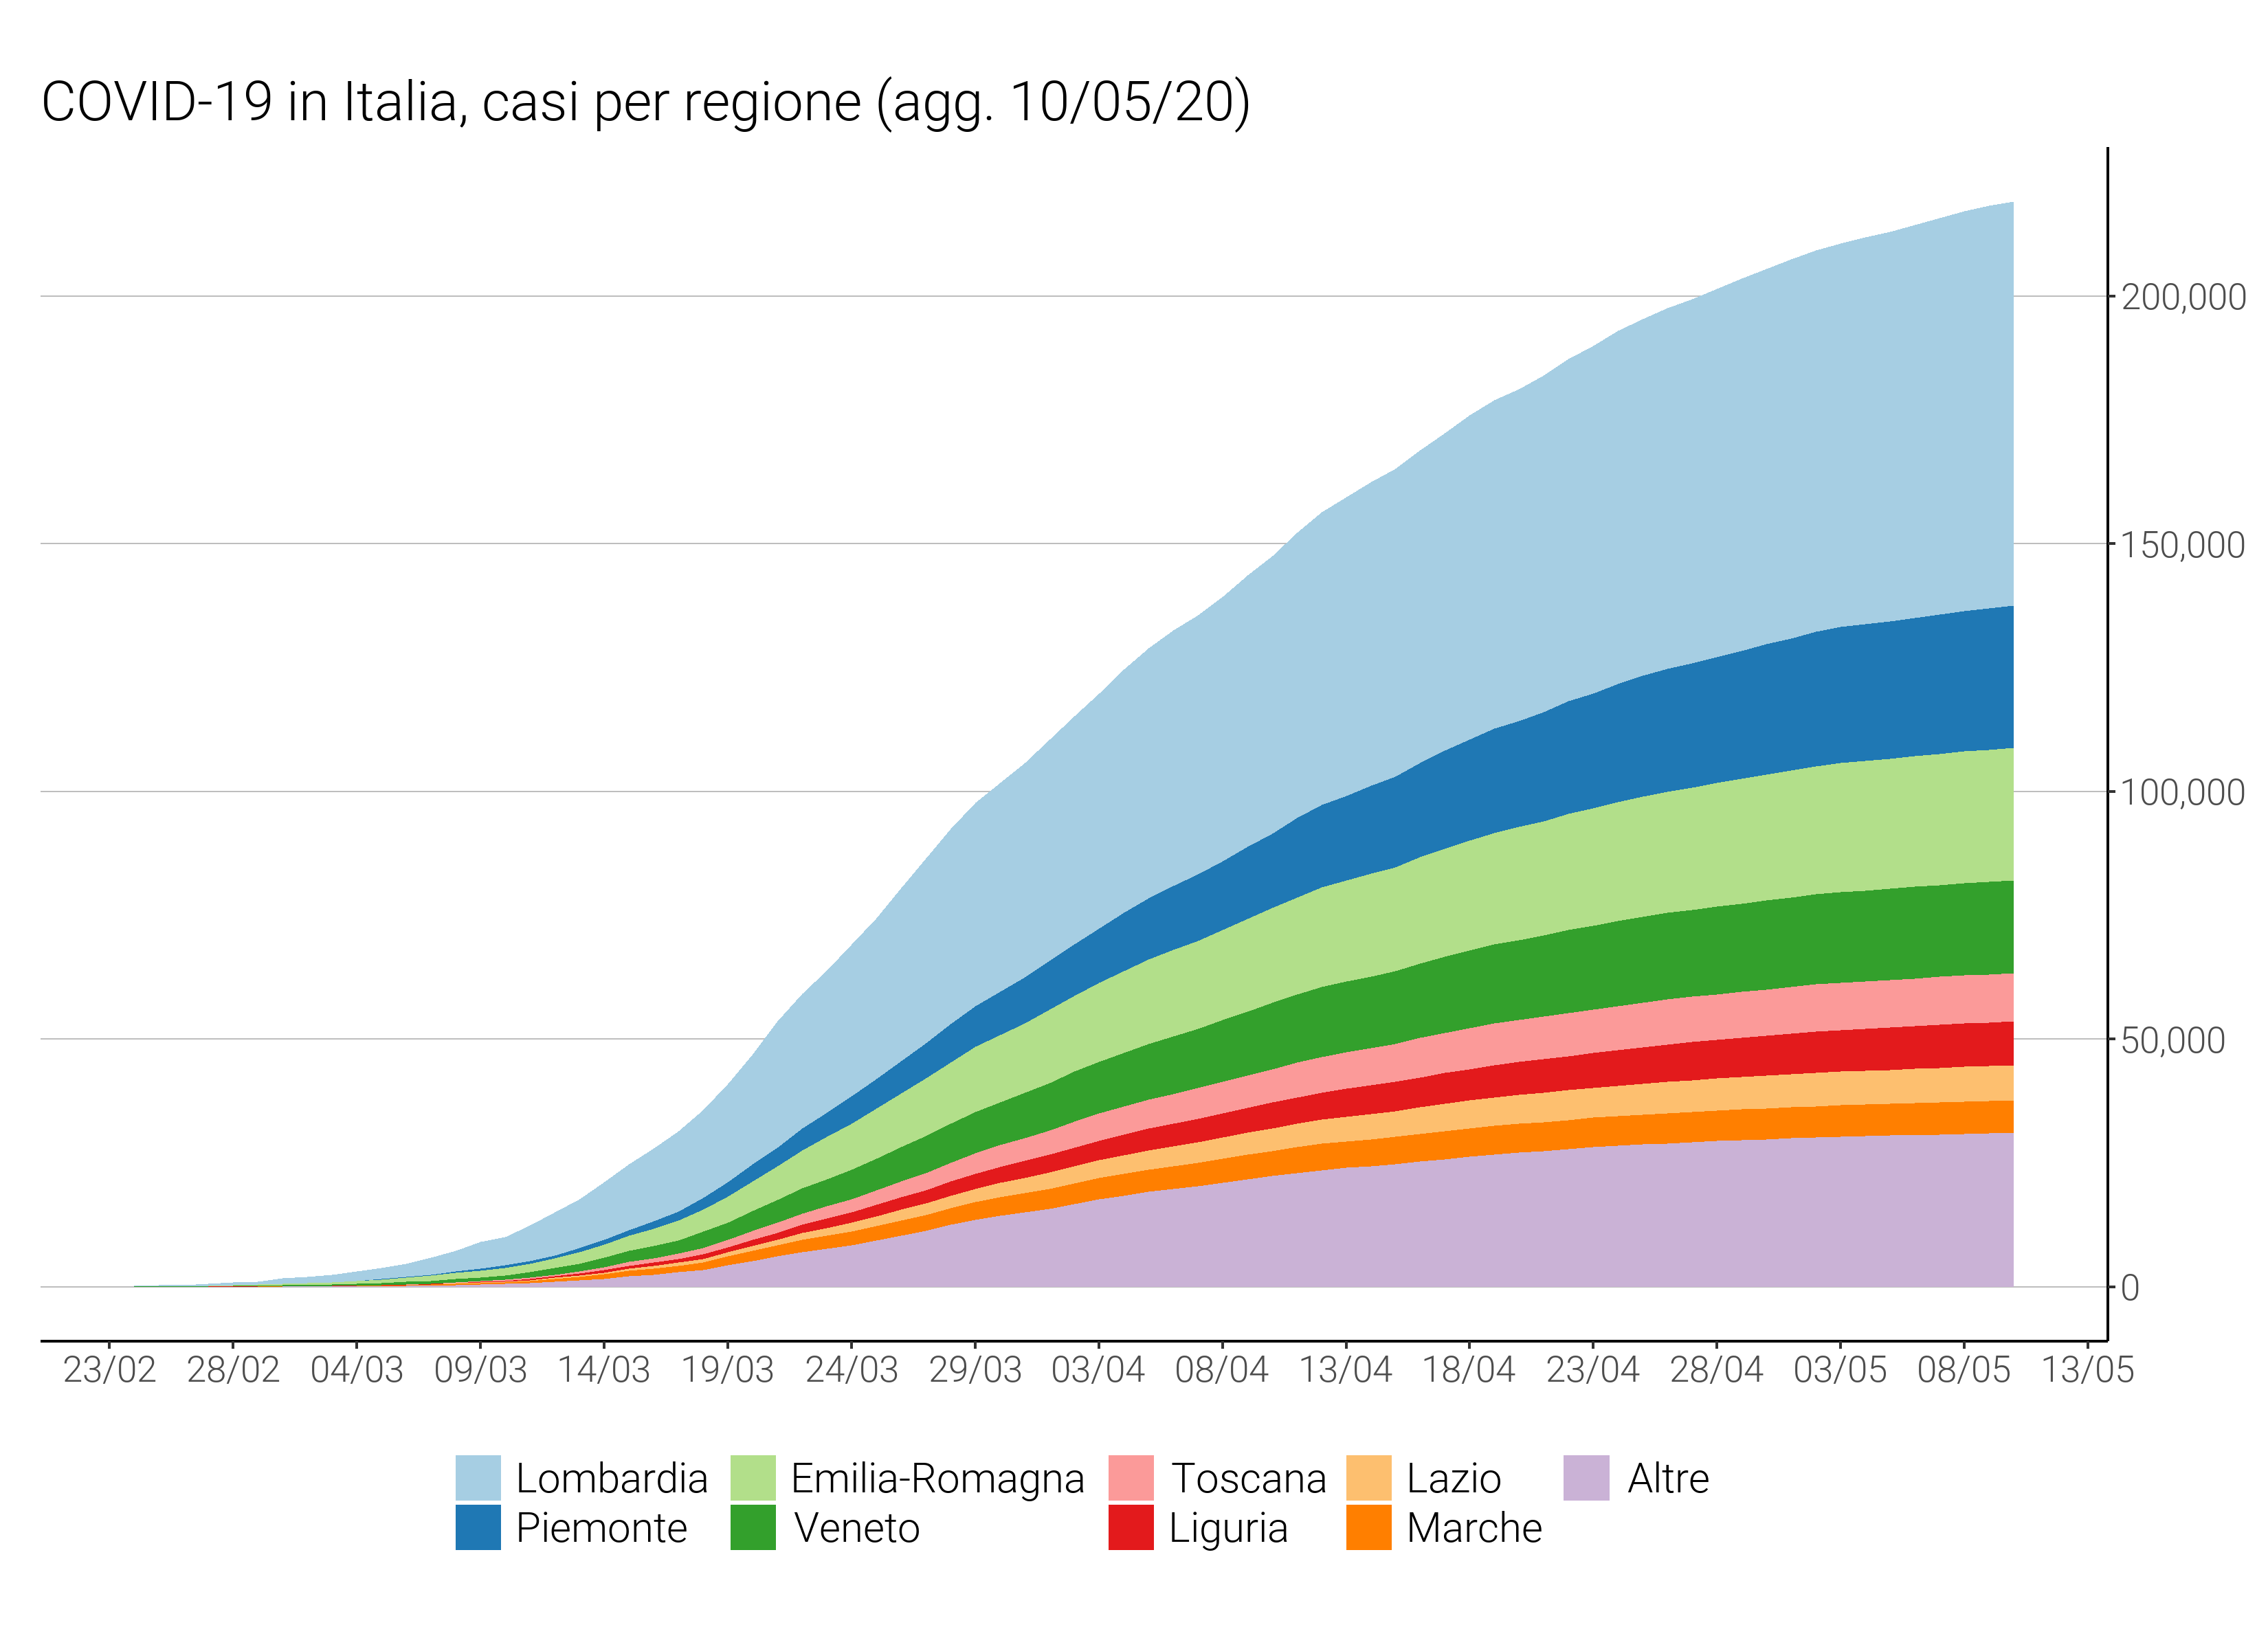 COVID-19 in Italia, casi per regione (agg. 10/05/20)
200,000
150,000
100,000
50,000
0
23/02 28/02 04/03 09/03 14/03 19/03 24/03 29/03 03/04 08/04 13/04 18/04 23/04 28/04 03/05 08/05 13/05
Lombardia Emilia-Romagna Toscana Lazio Altre
Piemonte Veneto Liguria Marche